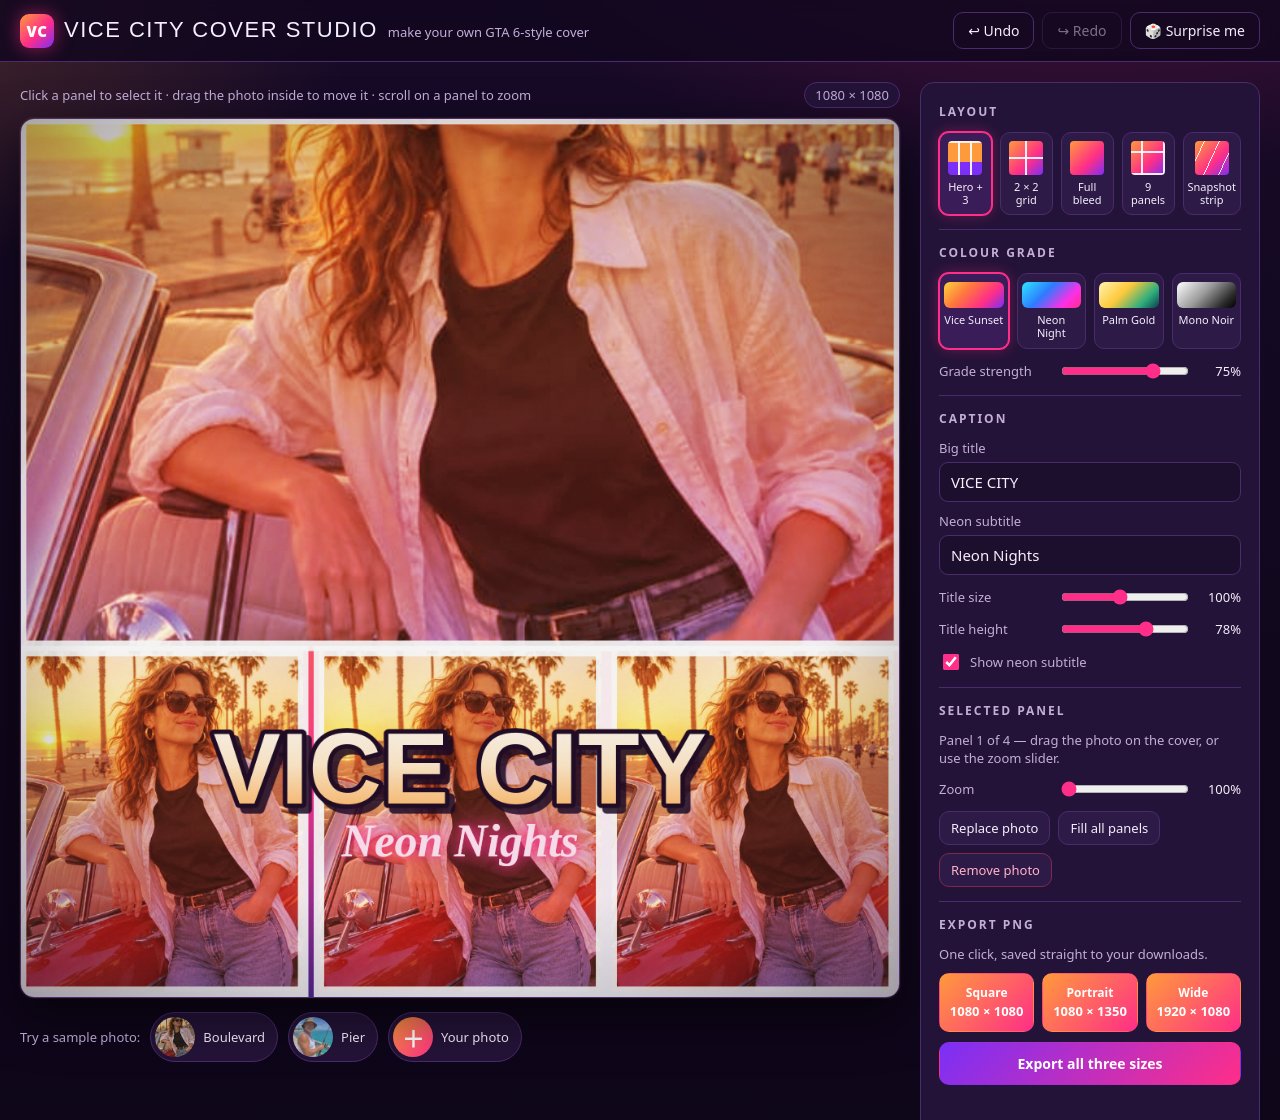 VC VICE CITY COVER STUDIO make your own GTA 6-style cover
↩ Undo
↪ Redo
🎲 Surprise me
Click a panel to select it · drag the photo inside to move it · scroll on a panel to zoom
1080 × 1080
VICE CITY
Neon Nights
Try a sample photo:
Boulevard
Pier
+ Your photo
LAYOUT
Hero +
3
2 × 2
grid
Full
bleed
9
panels
Snapshot
strip
COLOUR GRADE
Vice Sunset
Neon
Night
Palm Gold
Mono Noir
Grade strength 75%
CAPTION
Big title
VICE CITY
Neon subtitle
Neon Nights
Title size 100%
Title height 78%
Show neon subtitle
SELECTED PANEL
Panel 1 of 4 — drag the photo on the cover, or
use the zoom slider.
Zoom 100%
Replace photo
Fill all panels
Remove photo
EXPORT PNG
One click, saved straight to your downloads.
Square
1080 × 1080
Portrait
1080 × 1350
Wide
1920 × 1080
Export all three sizes